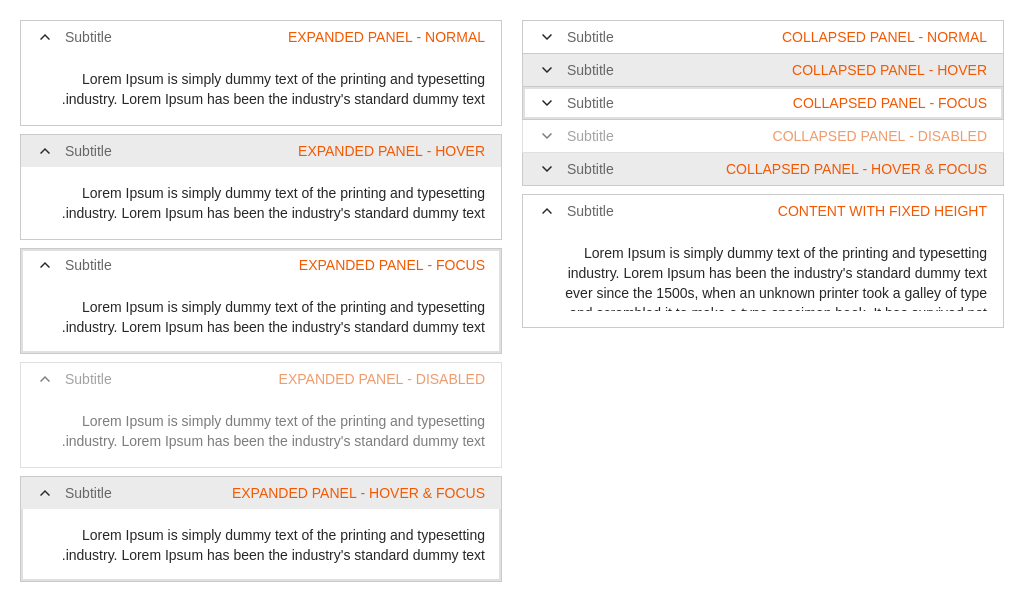 EXPANDED PANEL - NORMAL
Subtitle
Lorem Ipsum is simply dummy text of the printing and typesetting
.industry. Lorem Ipsum has been the industry's standard dummy text
EXPANDED PANEL - HOVER
Subtitle
Lorem Ipsum is simply dummy text of the printing and typesetting
.industry. Lorem Ipsum has been the industry's standard dummy text
EXPANDED PANEL - FOCUS
Subtitle
Lorem Ipsum is simply dummy text of the printing and typesetting
.industry. Lorem Ipsum has been the industry's standard dummy text
EXPANDED PANEL - DISABLED
Subtitle
Lorem Ipsum is simply dummy text of the printing and typesetting
.industry. Lorem Ipsum has been the industry's standard dummy text
EXPANDED PANEL - HOVER & FOCUS
Subtitle
Lorem Ipsum is simply dummy text of the printing and typesetting
.industry. Lorem Ipsum has been the industry's standard dummy text
COLLAPSED PANEL - NORMAL
Subtitle
COLLAPSED PANEL - HOVER
Subtitle
COLLAPSED PANEL - FOCUS
Subtitle
COLLAPSED PANEL - DISABLED
Subtitle
COLLAPSED PANEL - HOVER & FOCUS
Subtitle
CONTENT WITH FIXED HEIGHT
Subtitle
Lorem Ipsum is simply dummy text of the printing and typesetting
industry. Lorem Ipsum has been the industry's standard dummy text
ever since the 1500s, when an unknown printer took a galley of type